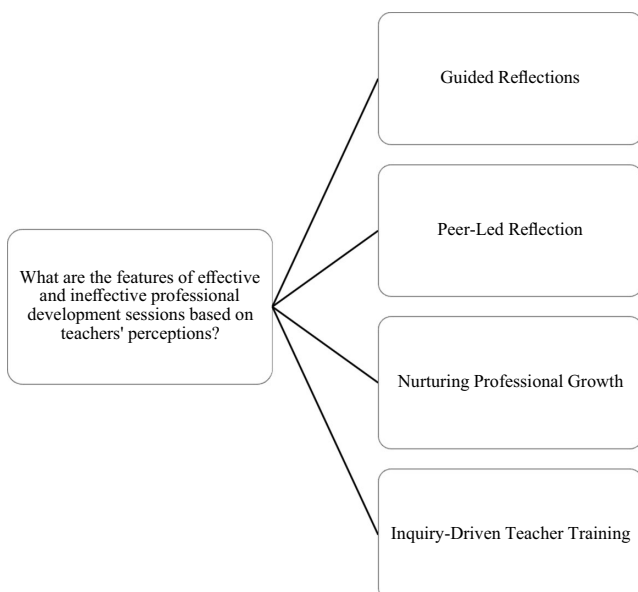 Guided Reflections
Peer-Led Reflection
What are the features of effective
and ineffective professional
development sessions based on
teachers' perceptions?
Nurturing Professional Growth
Inquiry-Driven Teacher Training